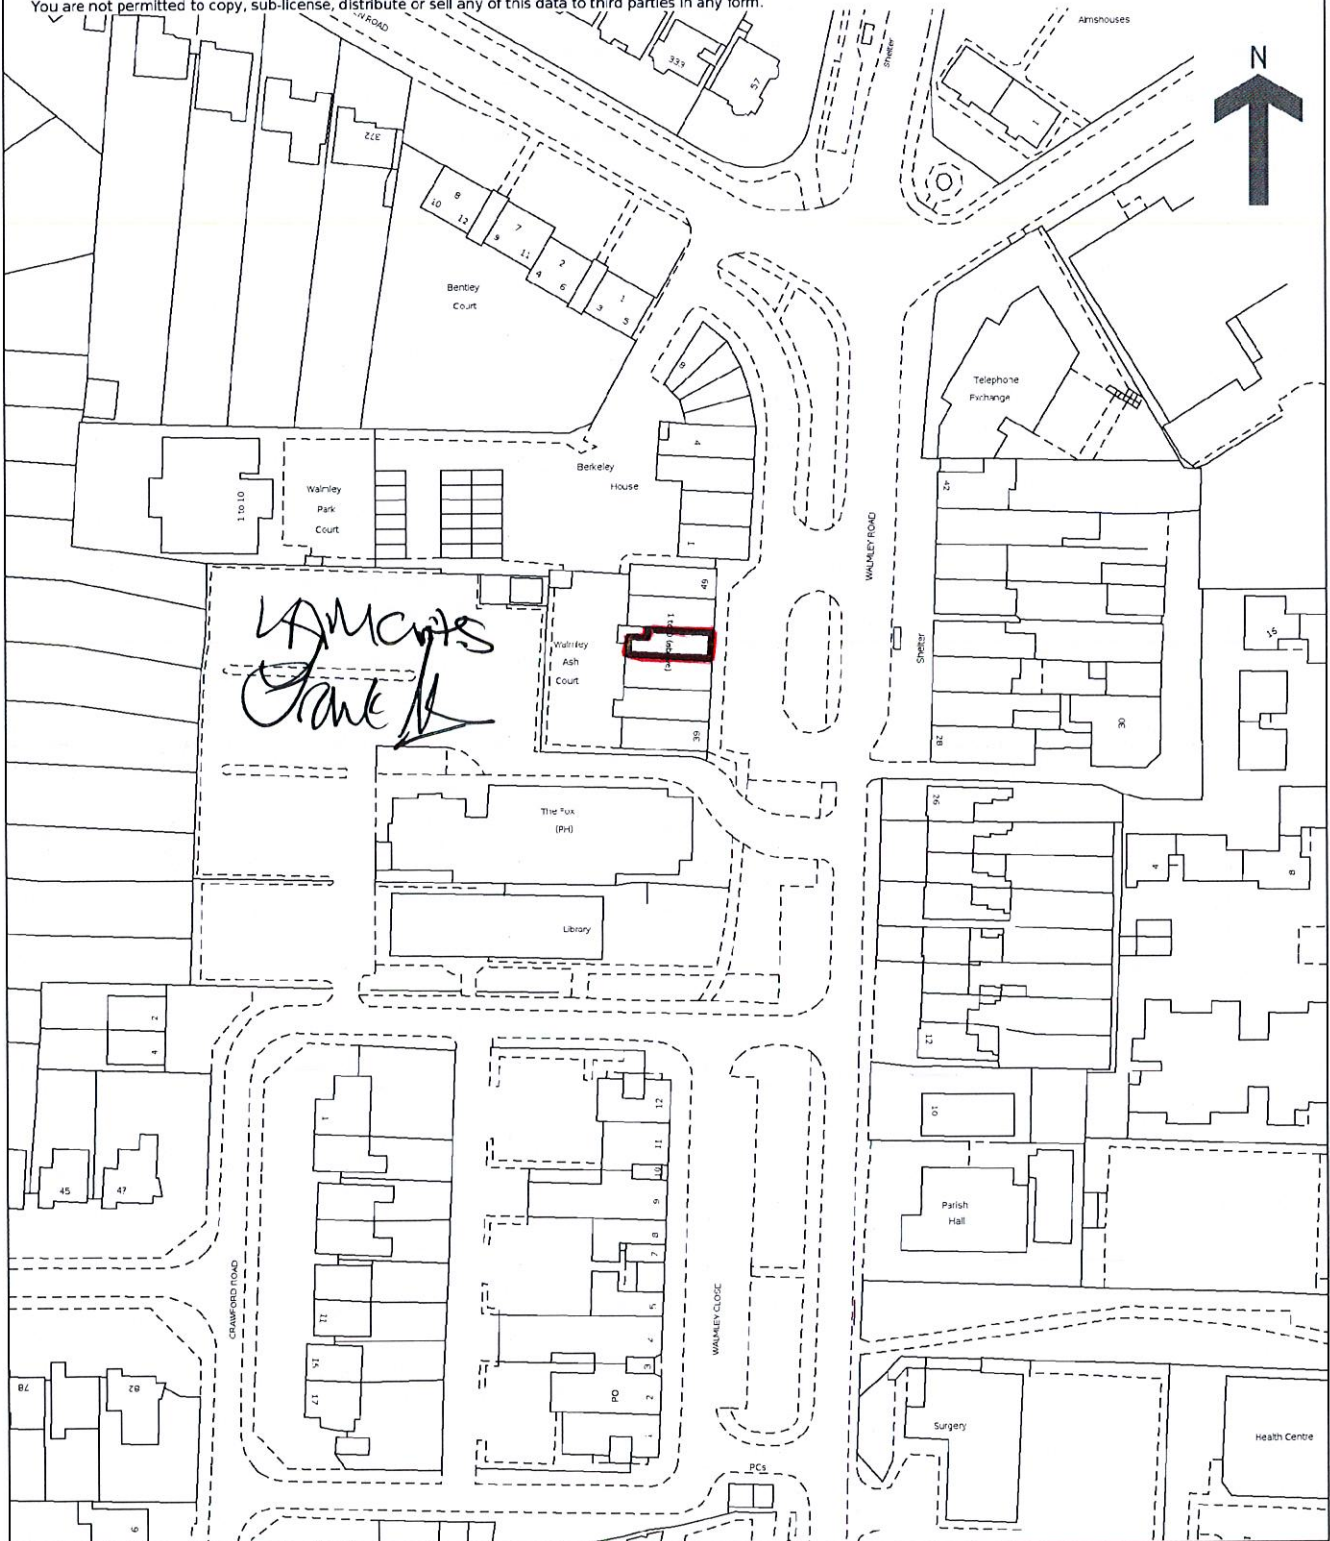 You are not permitted to copy, sub-license, distribute or sell any of this data to third parties in any form.
N ROAD
Shelter
Almshouses
N
333
57
1
372
8
10
12
7
9
11
2
4
6
1
3
5
Bentley
Court
8
4
1
Berkeley
House
Telephone
Exchange
42
1 to 10
Walmley
Park
Court
WALMLEY ROAD
49
Walmley
Ash
Court
39
Shelter
15
30
28
26
The Fox
(PH)
4
8
Library
2
4
12
10
1
12
11
10
9
8
7
5
3
2
1
45
47
Parish
Hall
CRAWFORD ROAD
WALMLEY CLOSE
11
15
17
PO
78
82
Surgery
Health Centre
PCs
9